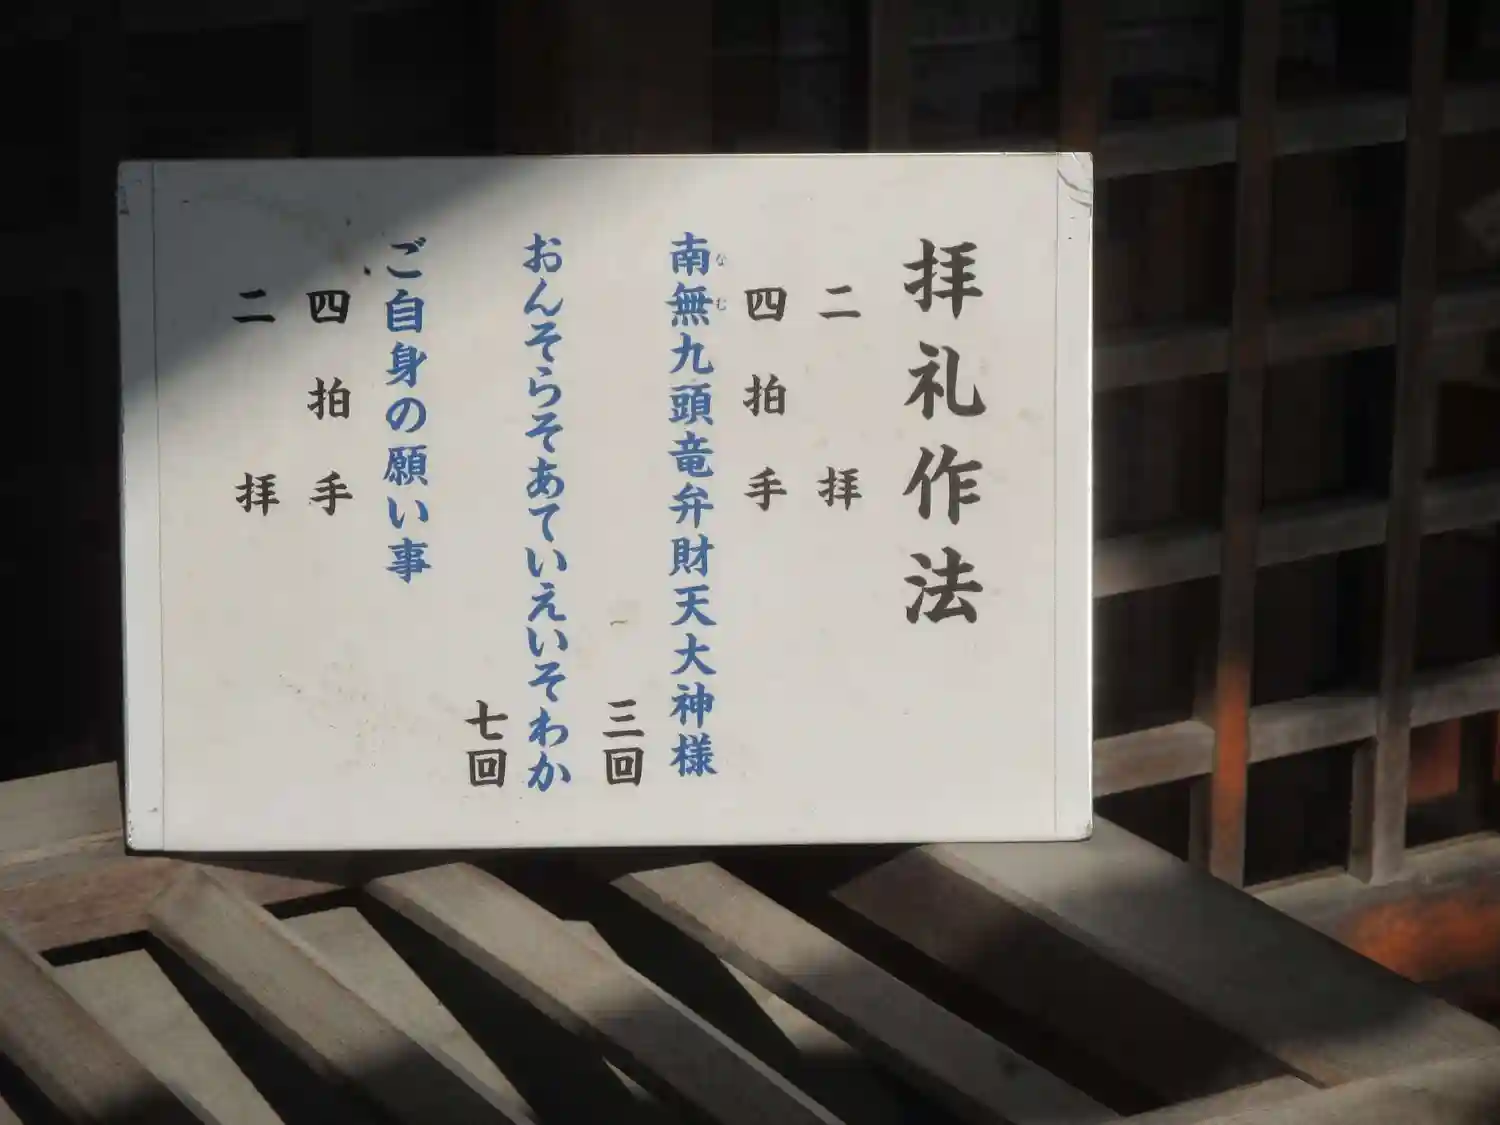 拝礼作法
二拝
四拍手
南無九頭竜弁財天大神様
なむ
三回
おんそらそあていえいそわか
七回
ご自身の願い事
四拍手
二拝